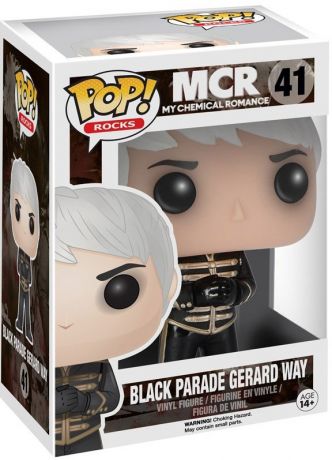 POP!
ROCKS
MCR
MY CHEMICAL ROMANCE
41
POP!
ROCKS
BLACK PARADE GERARD WAY
41
BLACK PARADE GERARD WAY
VINYL FIGURE / FIGURINE EN VINYLE /
FIGURA DE VINIL
WARNING: Choking Hazard.
May contain small parts.
AGE
14+